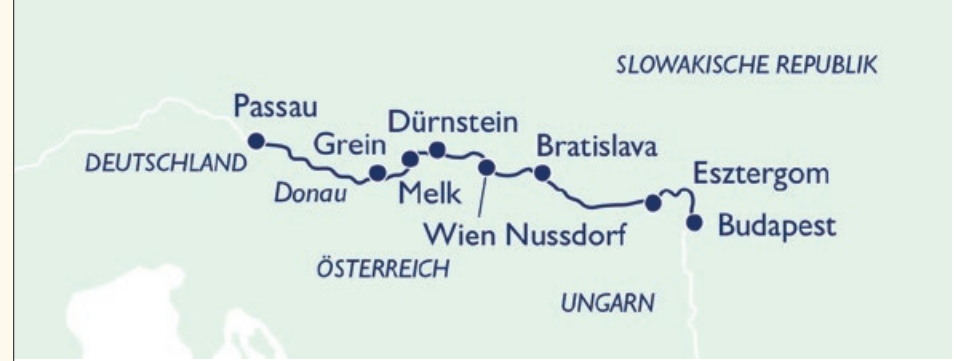 SLOWAKISCHE REPUBLIK
Passau
Dürnstein
Grein
Bratislava
DEUTSCHLAND
Esztergom
Donau
Melk
Wien Nussdorf
Budapest
ÖSTERREICH
UNGARN